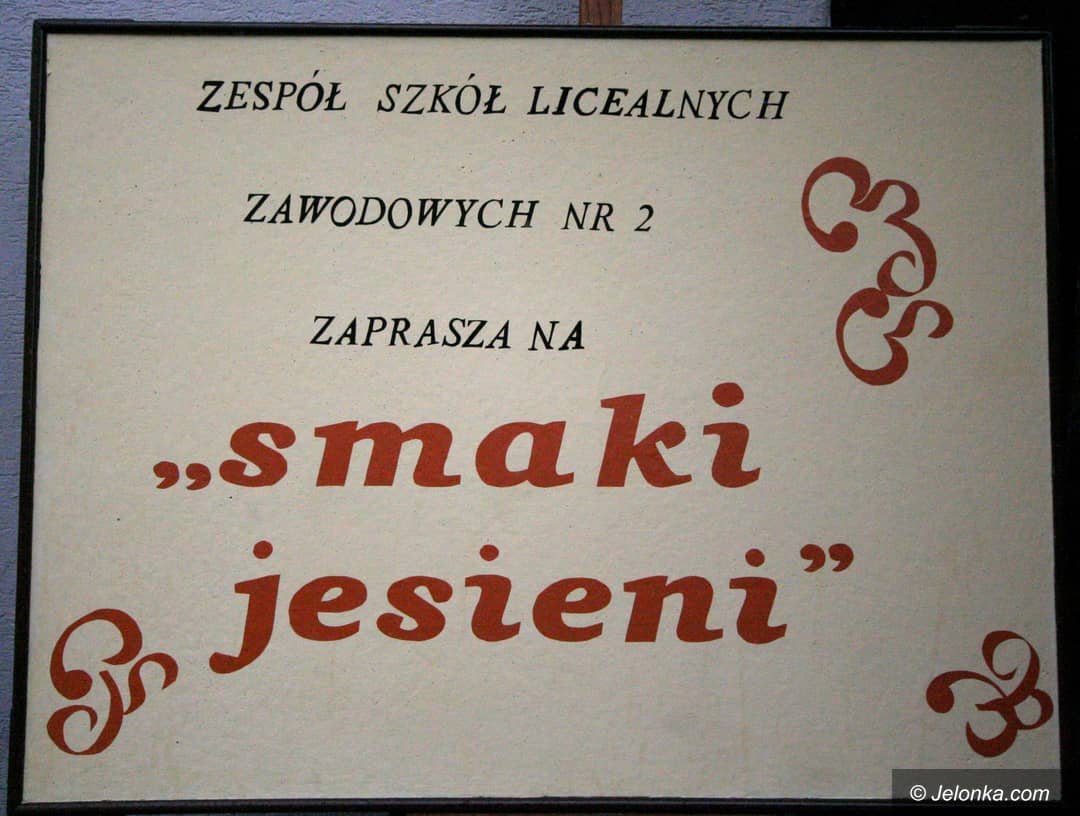 ZESPÓŁ SZKÓŁ LICEALNYCH
ZAWODOWYCH NR 2
ZAPRASZA NA
„smaki
jesieni”
© Jelonka.com